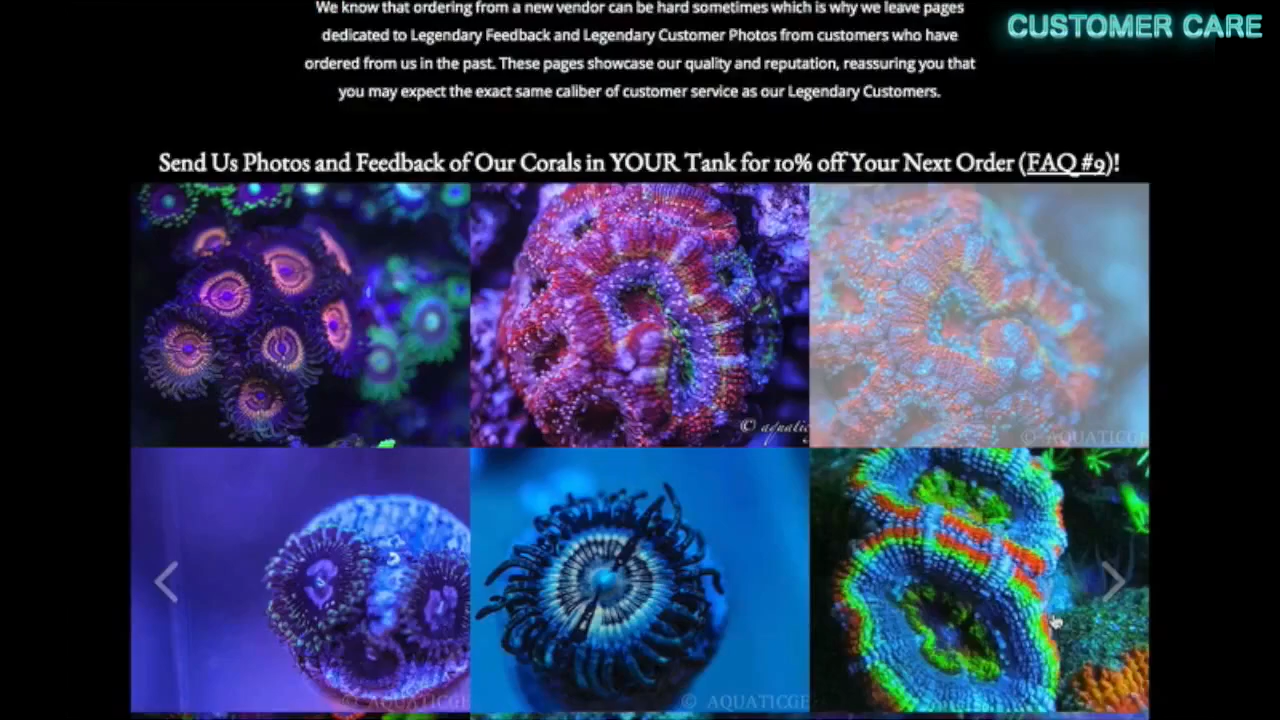 We know that ordering from a new vendor can be hard sometimes which is why we leave pages
CUSTOMER CARE
dedicated to Legendary Feedback and Legendary Customer Photos from customers who have
ordered from us in the past. These pages showcase our quality and reputation, reassuring you that
you may expect the exact same caliber of customer service as our Legendary Customers.
Send Us Photos and Feedback of Our Corals in YOUR Tank for 10% off Your Next Order (FAQ #9)!
© aquatic
© AQUATICGE
© AQUATICGE
© AQUATICGE